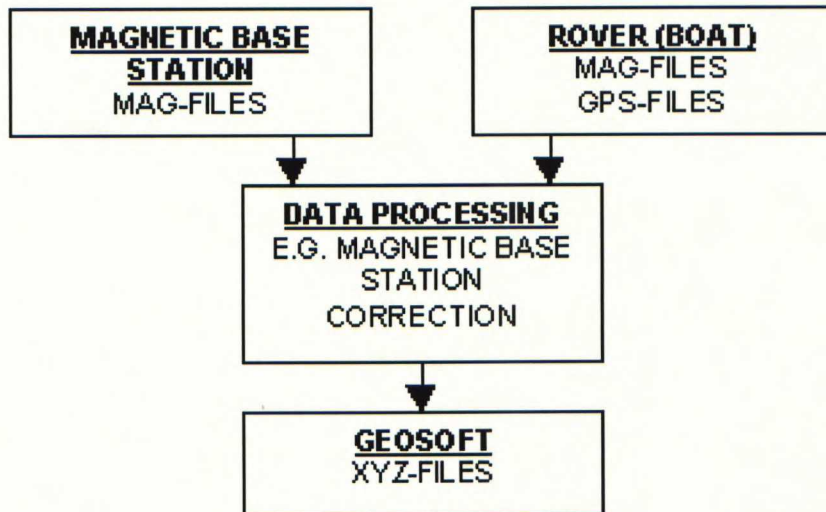 MAGNETIC BASE
STATION
MAG-FILES
ROVER (BOAT)
MAG-FILES
GPS-FILES
DATA PROCESSING
E.G. MAGNETIC BASE
STATION
CORRECTION
GEOSOFT
XYZ-FILES